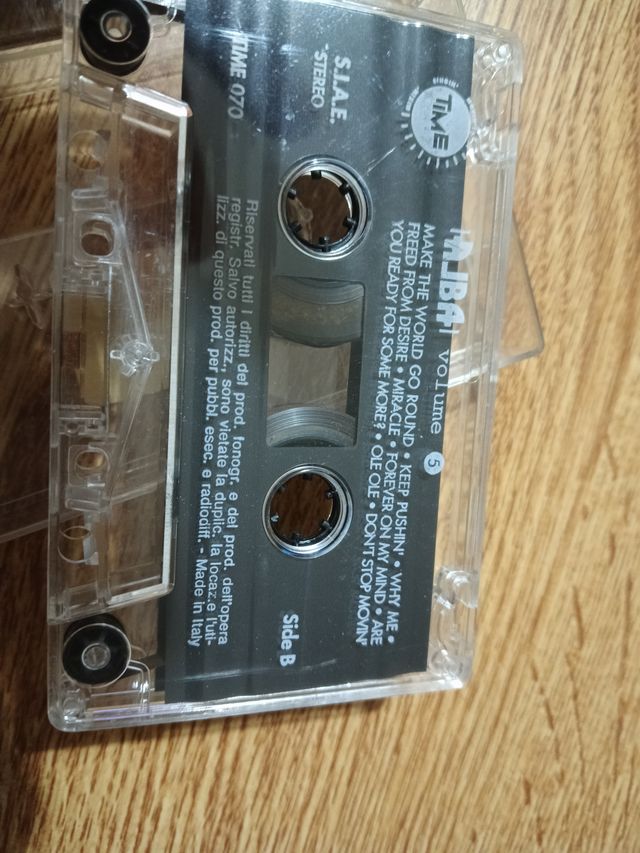 TIME
ALBA volume 5
MAKE THE WORLD GO ROUND • KEEP PUSHIN' • WHY ME •
FREED FROM DESIRE • MIRACLE • FOREVER ON MY MIND • ARE
YOU READY FOR SOME MORE? • OLE OLE • DON'T STOP MOVIN'
S.I.A.E.
STEREO
Side B
TIME 070
Riservati tutti i diritti del prod. fonogr. e del prod. dell'opera
registr. Salvo autorizz., sono vietate la duplic. la locaz.e l'uti-
lizz. di questo prod. per pubbl. esec. e radiodiff. - Made in Italy